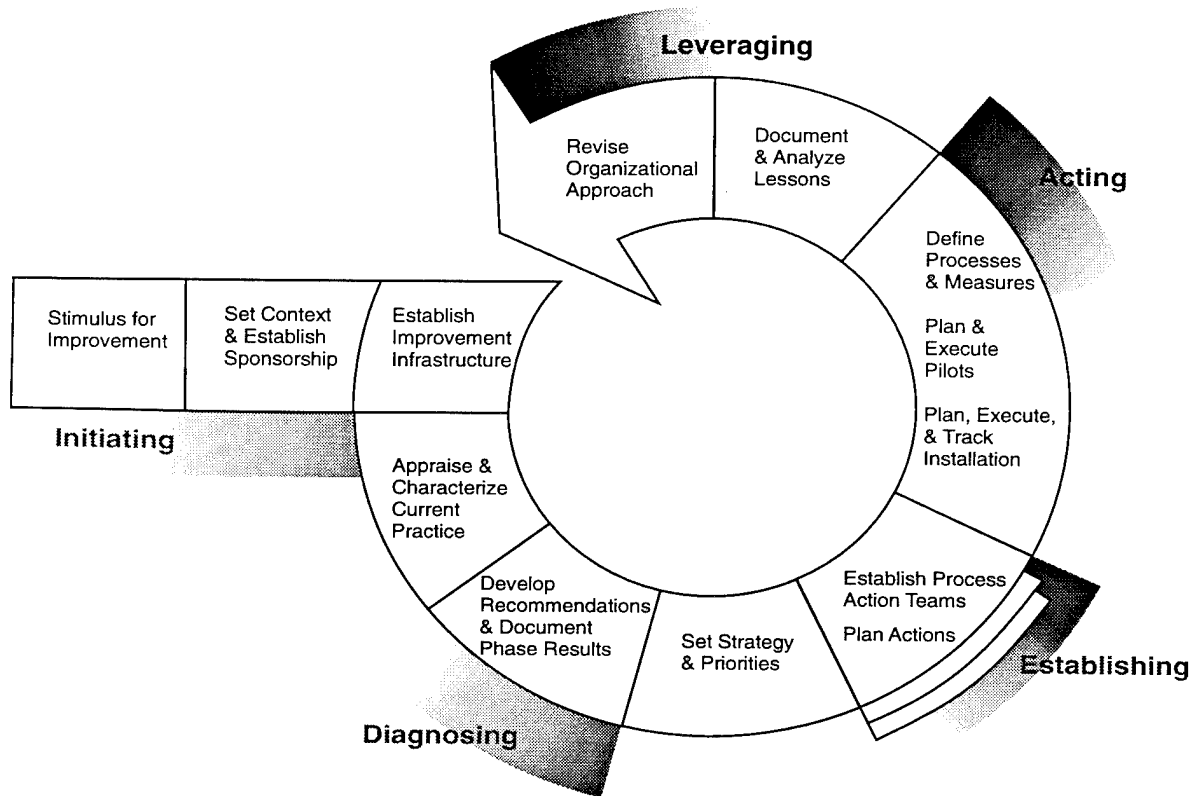 Leveraging
Revise
Organizational
Approach
Document
& Analyze
Lessons
Acting
Define
Processes
& Measures
Plan &
Execute
Pilots
Plan, Execute,
& Track
Installation
Stimulus for
Improvement
Set Context
& Establish
Sponsorship
Establish
Improvement
Infrastructure
Initiating
Appraise &
Characterize
Current
Practice
Develop
Recommendations
& Document
Phase Results
Set Strategy
& Priorities
Establish Process
Action Teams
Plan Actions
Establishing
Diagnosing